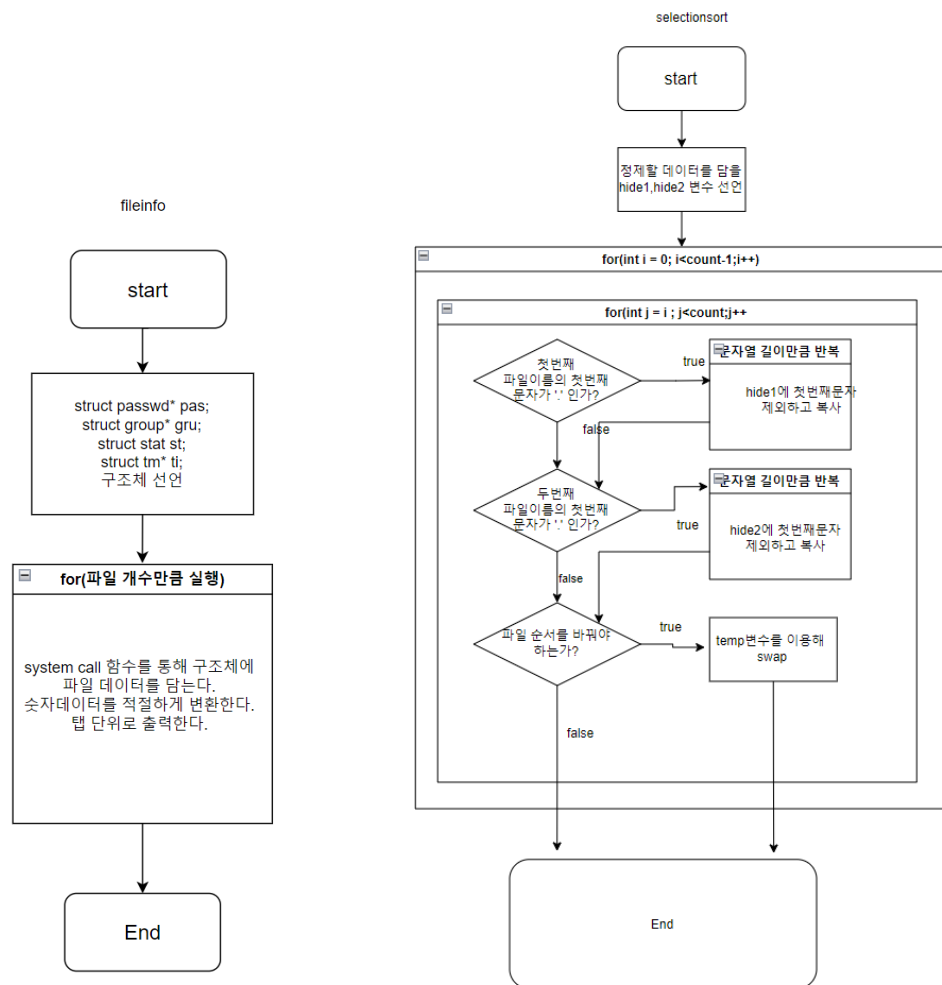 fileinfo
start
struct passwd* pas;
struct group* gru;
struct stat st;
struct tm* ti;
구조체 선언
for(파일 개수만큼 실행)
system call 함수를 통해 구조체에
파일 데이터를 담는다.
숫자데이터를 적절하게 변환한다.
탭 단위로 출력한다.
End
selectionsort
start
정제할 데이터를 담을
hide1,hide2 변수 선언
for(int i = 0; i<count-1;i++)
for(int j = i ; j<count;j++
첫번째
파일이름의 첫번째
문자가 '.' 인가?
true
문자열 길이만큼 반복
hide1에 첫번째문자
제외하고 복사
false
두번째
파일이름의 첫번째
문자가 '.' 인가?
true
문자열 길이만큼 반복
hide2에 첫번째문자
제외하고 복사
false
파일 순서를 바꿔야
하는가?
true
temp변수를 이용해
swap
false
End